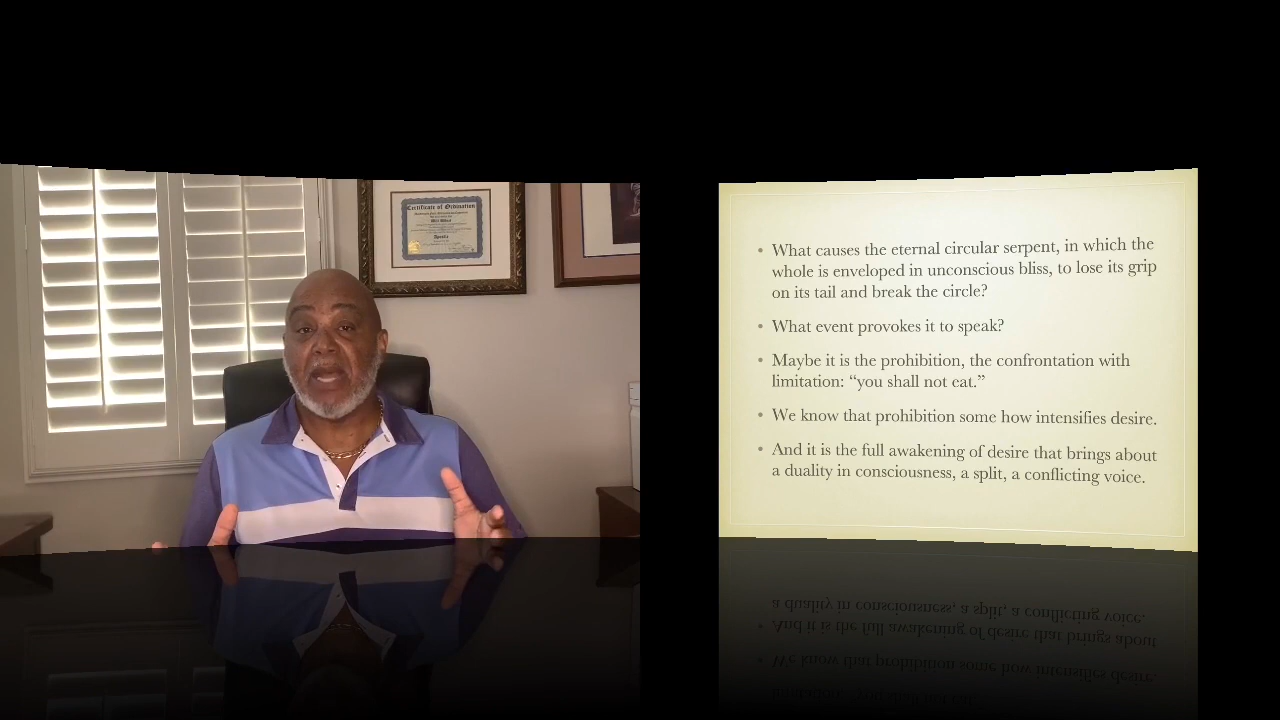 Certificate of Ordination
• What causes the eternal circular serpent, in which the
whole is enveloped in unconscious bliss, to lose its grip
on its tail and break the circle?
• What event provokes it to speak?
• Maybe it is the prohibition, the confrontation with
limitation: “you shall not eat.”
• We know that prohibition some how intensifies desire.
• And it is the full awakening of desire that brings about
a duality in consciousness, a split, a conflicting voice.